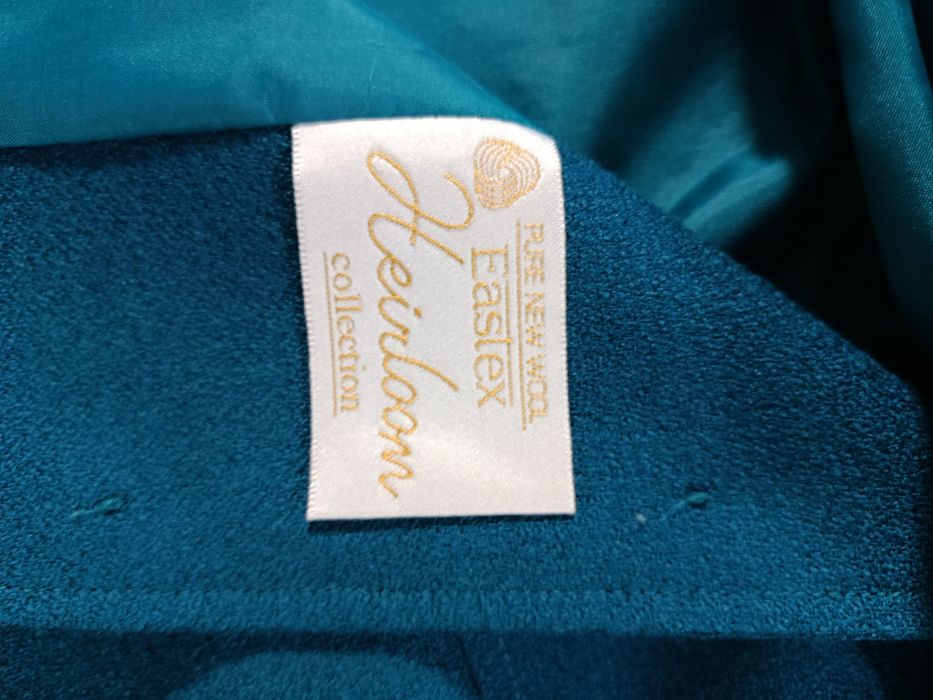 PURE NEW WOOL
Eastex
Heirloom
collection